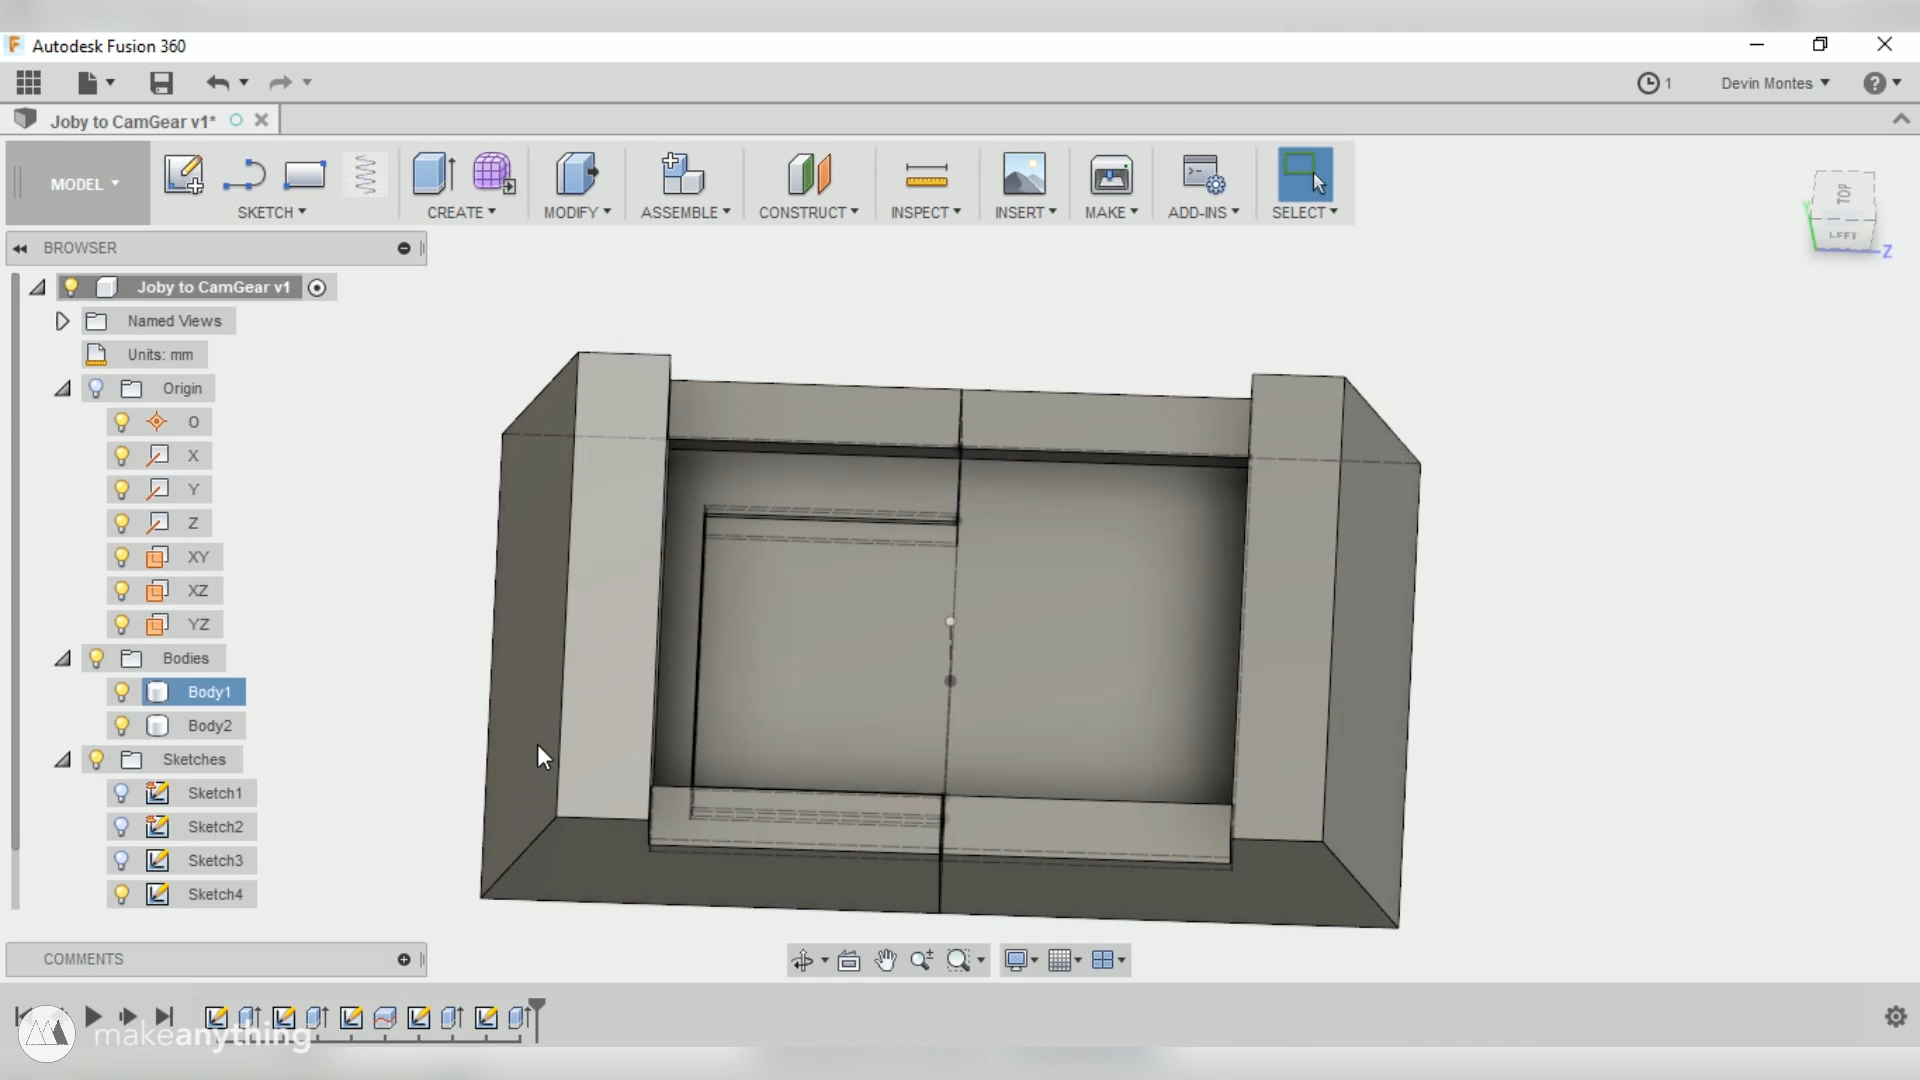 Autodesk Fusion 360
1
Devin Montes
Joby to CamGear v1*
MODEL
SKETCH
CREATE
MODIFY
ASSEMBLE
CONSTRUCT
INSPECT
INSERT
MAKE
ADD-INS
SELECT
TOP
LEFT
Y
Z
BROWSER
Joby to CamGear v1
Named Views
Units: mm
Origin
O
X
Y
Z
XY
XZ
YZ
Bodies
Body1
Body2
Sketches
Sketch1
Sketch2
Sketch3
Sketch4
COMMENTS
makeanything